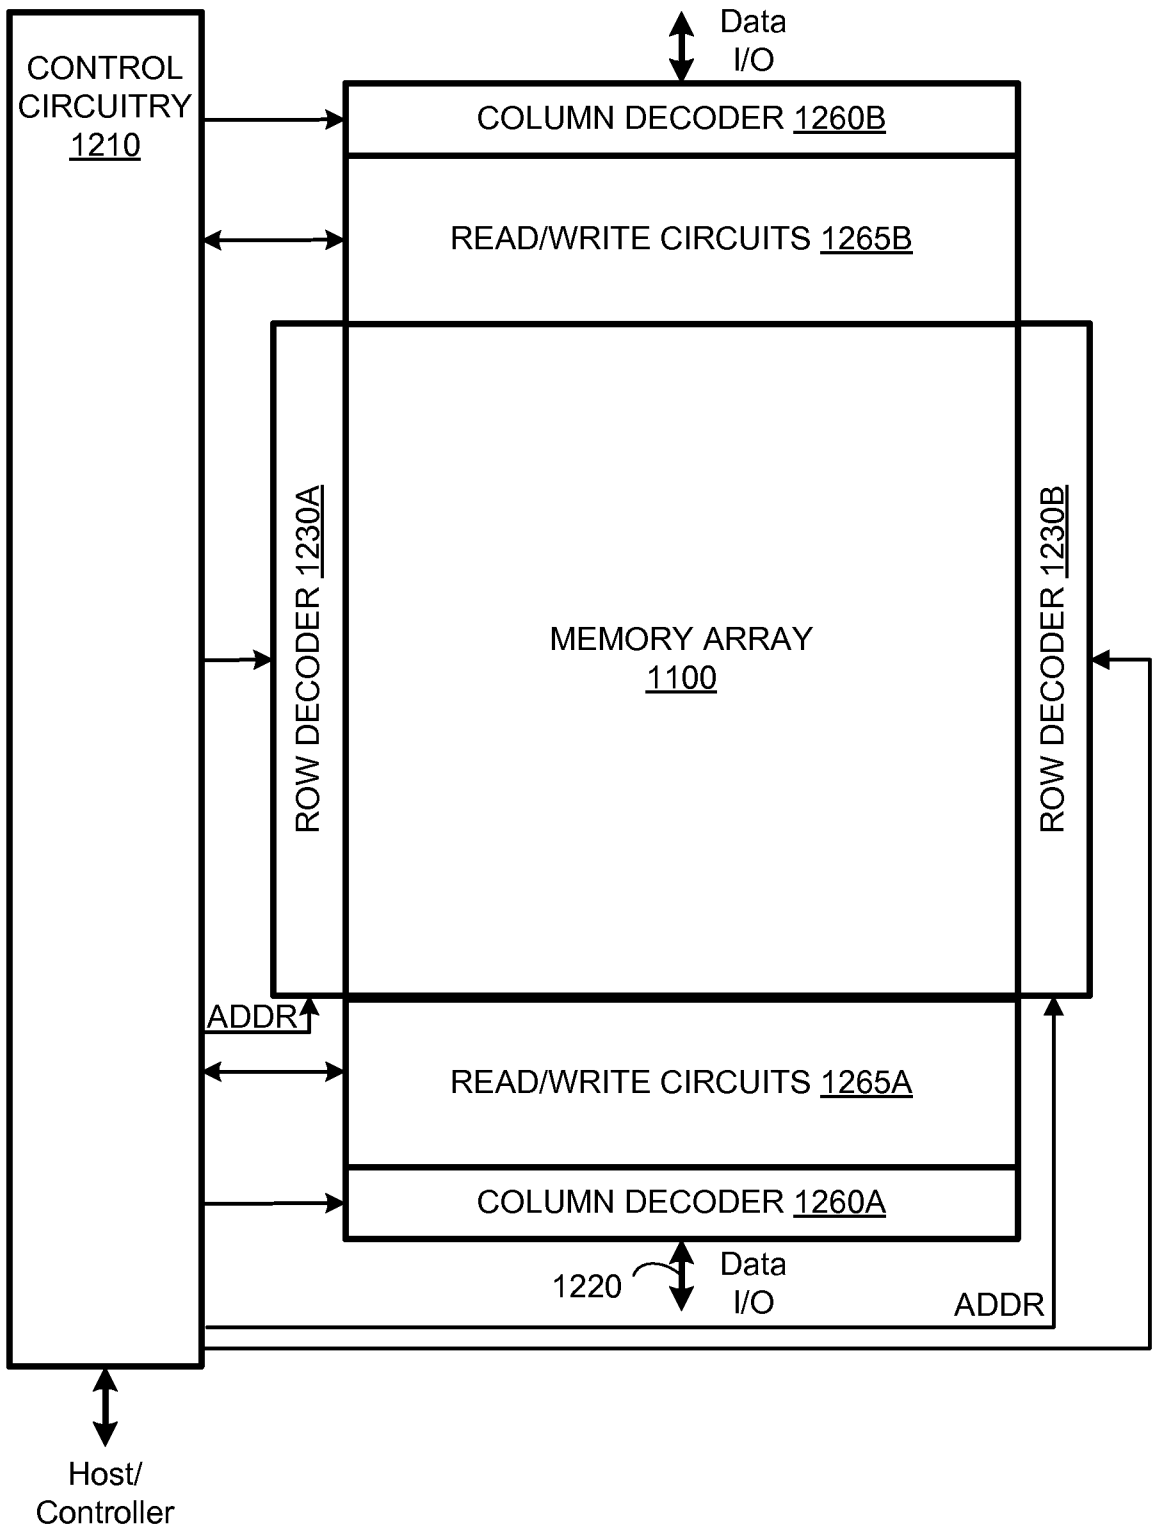 CONTROL
CIRCUITRY
1210
Data
I/O
COLUMN DECODER 1260B
READ/WRITE CIRCUITS 1265B
ROW DECODER 1230A
MEMORY ARRAY
1100
ROW DECODER 1230B
ADDR
READ/WRITE CIRCUITS 1265A
COLUMN DECODER 1260A
1220
Data
I/O
ADDR
Host/
Controller